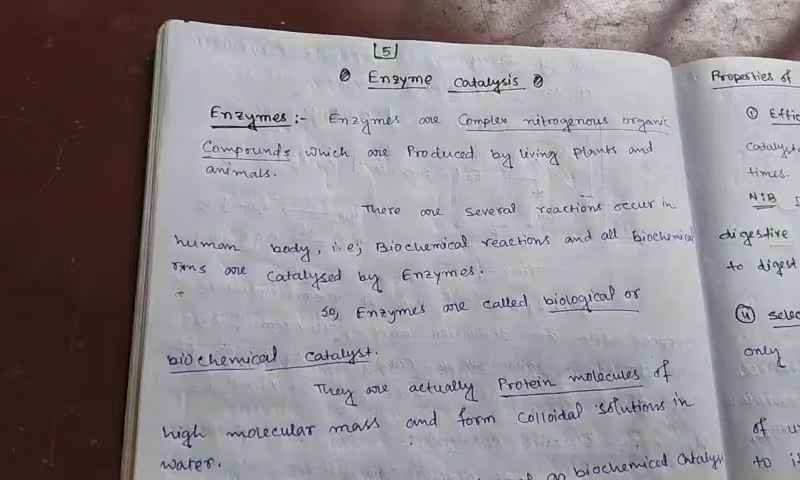 5
Enzyme Catalysis
Enzymes:- Enzymes are Complex nitrogenous organic
Compounds which are Produced by living plants and
animals.
There are several reactions occur in
human body, i.e; Biochemical reactions and all biochemical
rxns are catalysed by Enzymes.
So, Enzymes are called biological or
biochemical catalyst.
They are actually Protein molecules of
high molecular mass and form colloidal solutions in
water.
an biochemical catalys
Properties of
① Effic
catalyst
times.
N:B
digestive
to digest
④ Selec
only
of u
to i